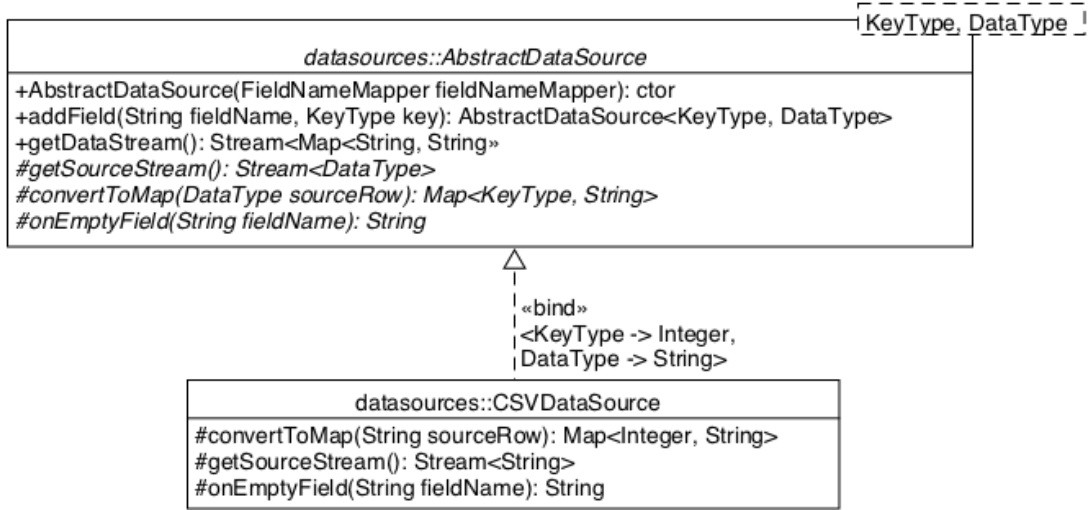 KeyType, DataType
datasources::AbstractDataSource
+AbstractDataSource(FieldNameMapper fieldNameMapper): ctor
+addField(String fieldName, KeyType key): AbstractDataSource<KeyType, DataType>
+getDataStream(): Stream<Map<String, String»
#getSourceStream(): Stream<DataType>
#convertToMap(DataType sourceRow): Map<KeyType, String>
#onEmptyField(String fieldName): String
«bind»
<KeyType -> Integer,
DataType -> String>
datasources::CSVDataSource
#convertToMap(String sourceRow): Map<Integer, String>
#getSourceStream(): Stream<String>
#onEmptyField(String fieldName): String